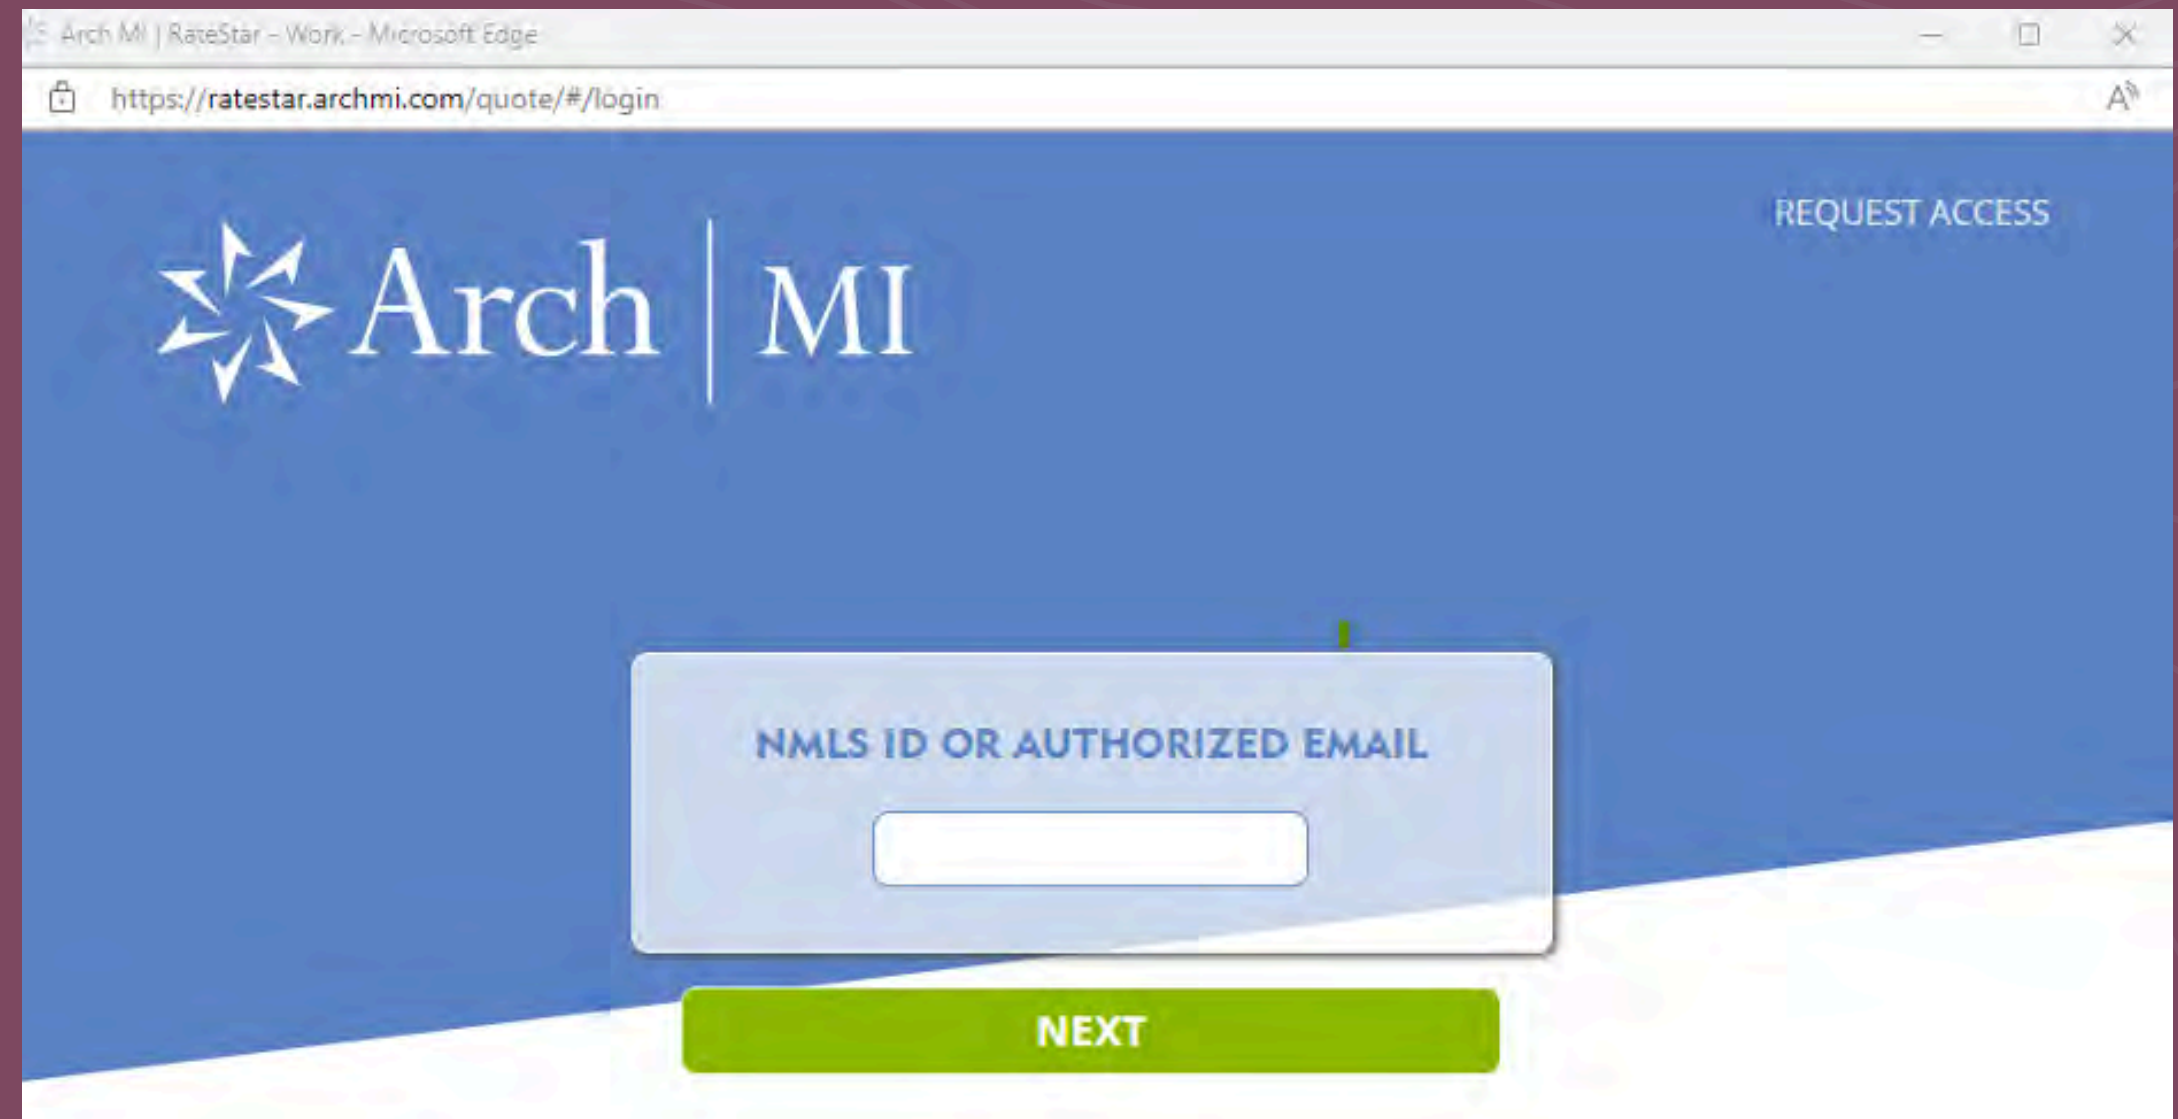 Arch MI | RateStar – Work – Microsoft Edge
https://ratestar.archmi.com/quote/#/login
REQUEST ACCESS
Arch | MI
NMLS ID OR AUTHORIZED EMAIL
NEXT